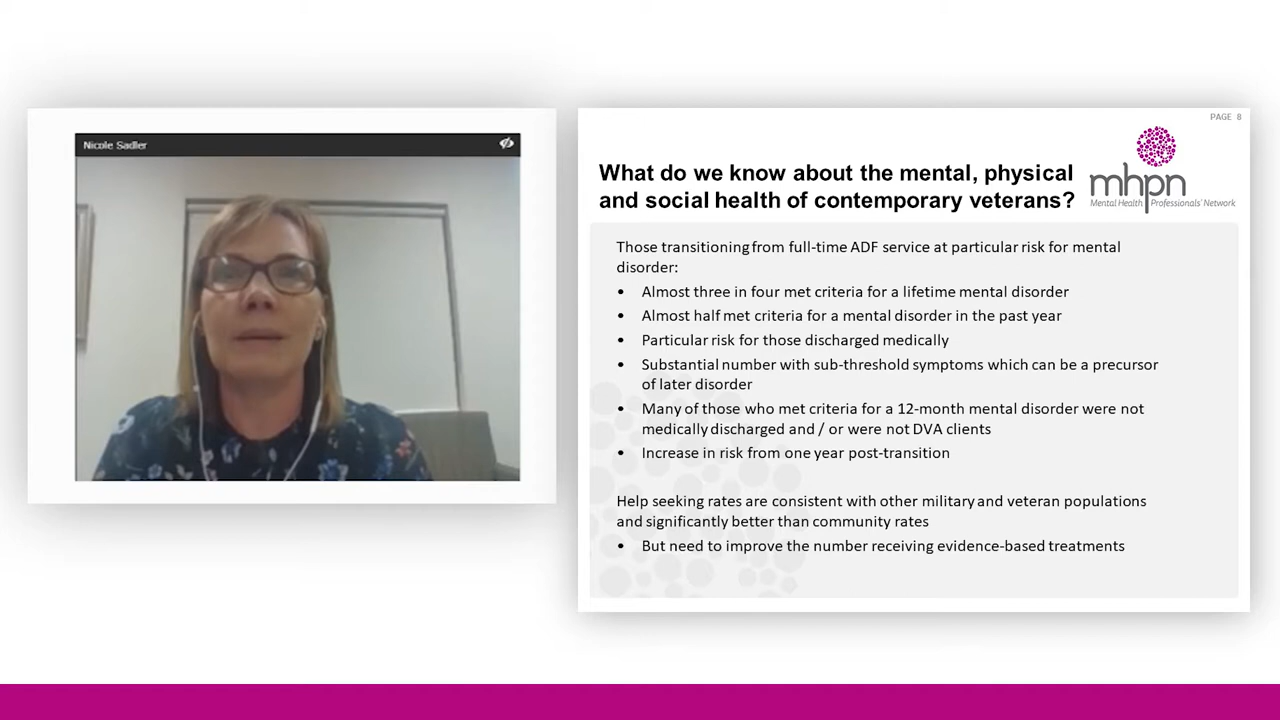 Nicole Sadler
PAGE 8
What do we know about the mental, physical
and social health of contemporary veterans?
mhpn
Mental Health Professionals' Network
Those transitioning from full-time ADF service at particular risk for mental
disorder:
• Almost three in four met criteria for a lifetime mental disorder
• Almost half met criteria for a mental disorder in the past year
• Particular risk for those discharged medically
• Substantial number with sub-threshold symptoms which can be a precursor
of later disorder
• Many of those who met criteria for a 12-month mental disorder were not
medically discharged and / or were not DVA clients
• Increase in risk from one year post-transition
Help seeking rates are consistent with other military and veteran populations
and significantly better than community rates
• But need to improve the number receiving evidence-based treatments